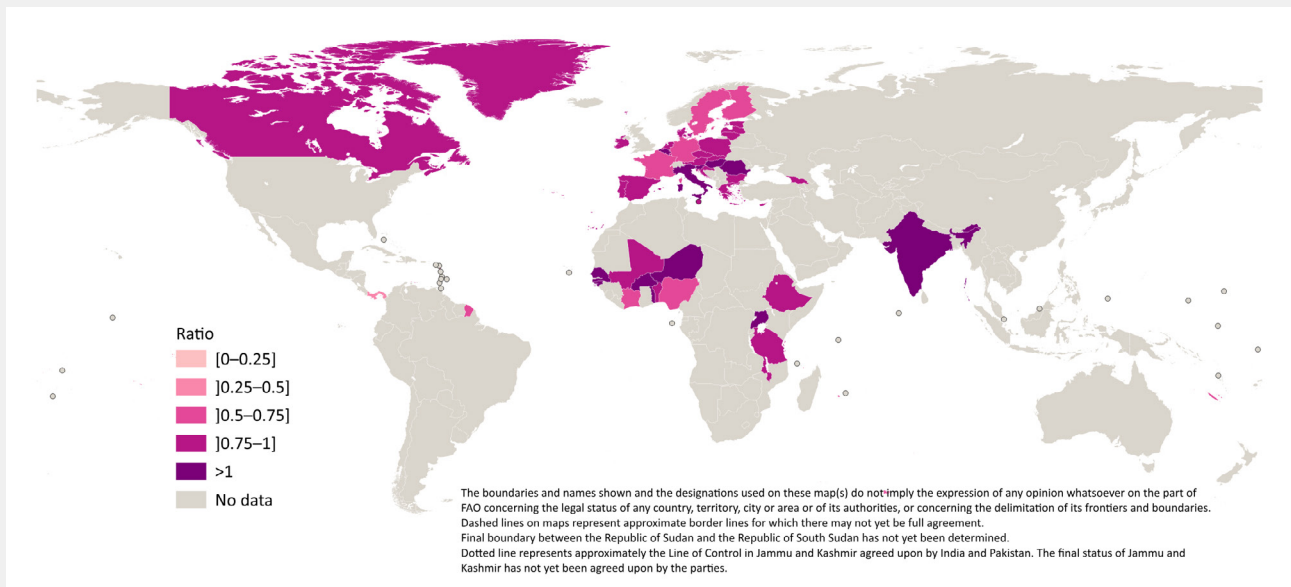 Ratio
[0–0.25]
]0.25–0.5]
]0.5–0.75]
]0.75–1]
>1
No data
The boundaries and names shown and the designations used on these map(s) do not imply the expression of any opinion whatsoever on the part of
FAO concerning the legal status of any country, territory, city or area or of its authorities, or concerning the delimitation of its frontiers and boundaries.
Dashed lines on maps represent approximate border lines for which there may not yet be full agreement.
Final boundary between the Republic of Sudan and the Republic of South Sudan has not yet been determined.
Dotted line represents approximately the Line of Control in Jammu and Kashmir agreed upon by India and Pakistan. The final status of Jammu and
Kashmir has not yet been agreed upon by the parties.